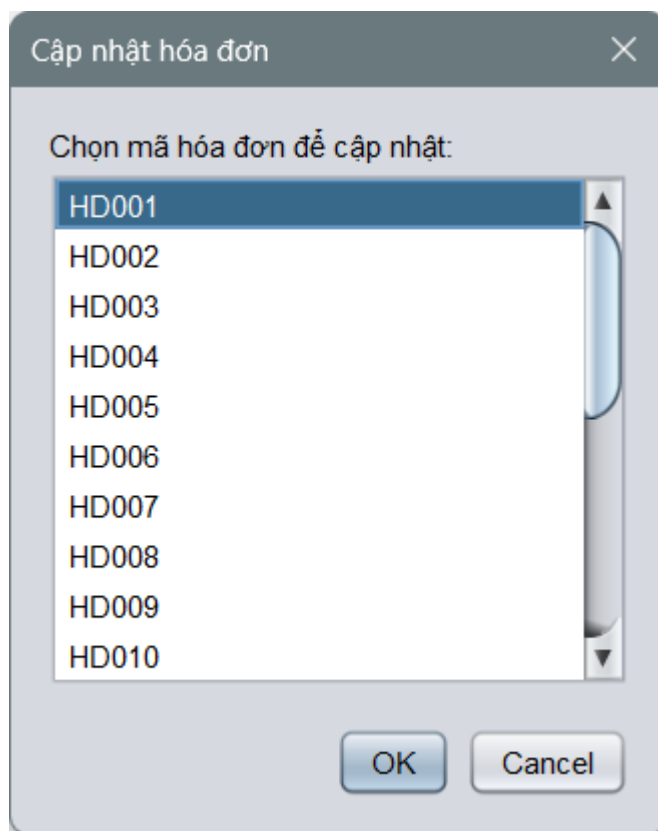 Cập nhật hóa đơn
Chọn mã hóa đơn để cập nhật:
HD001
HD002
HD003
HD004
HD005
HD006
HD007
HD008
HD009
HD010
OK Cancel